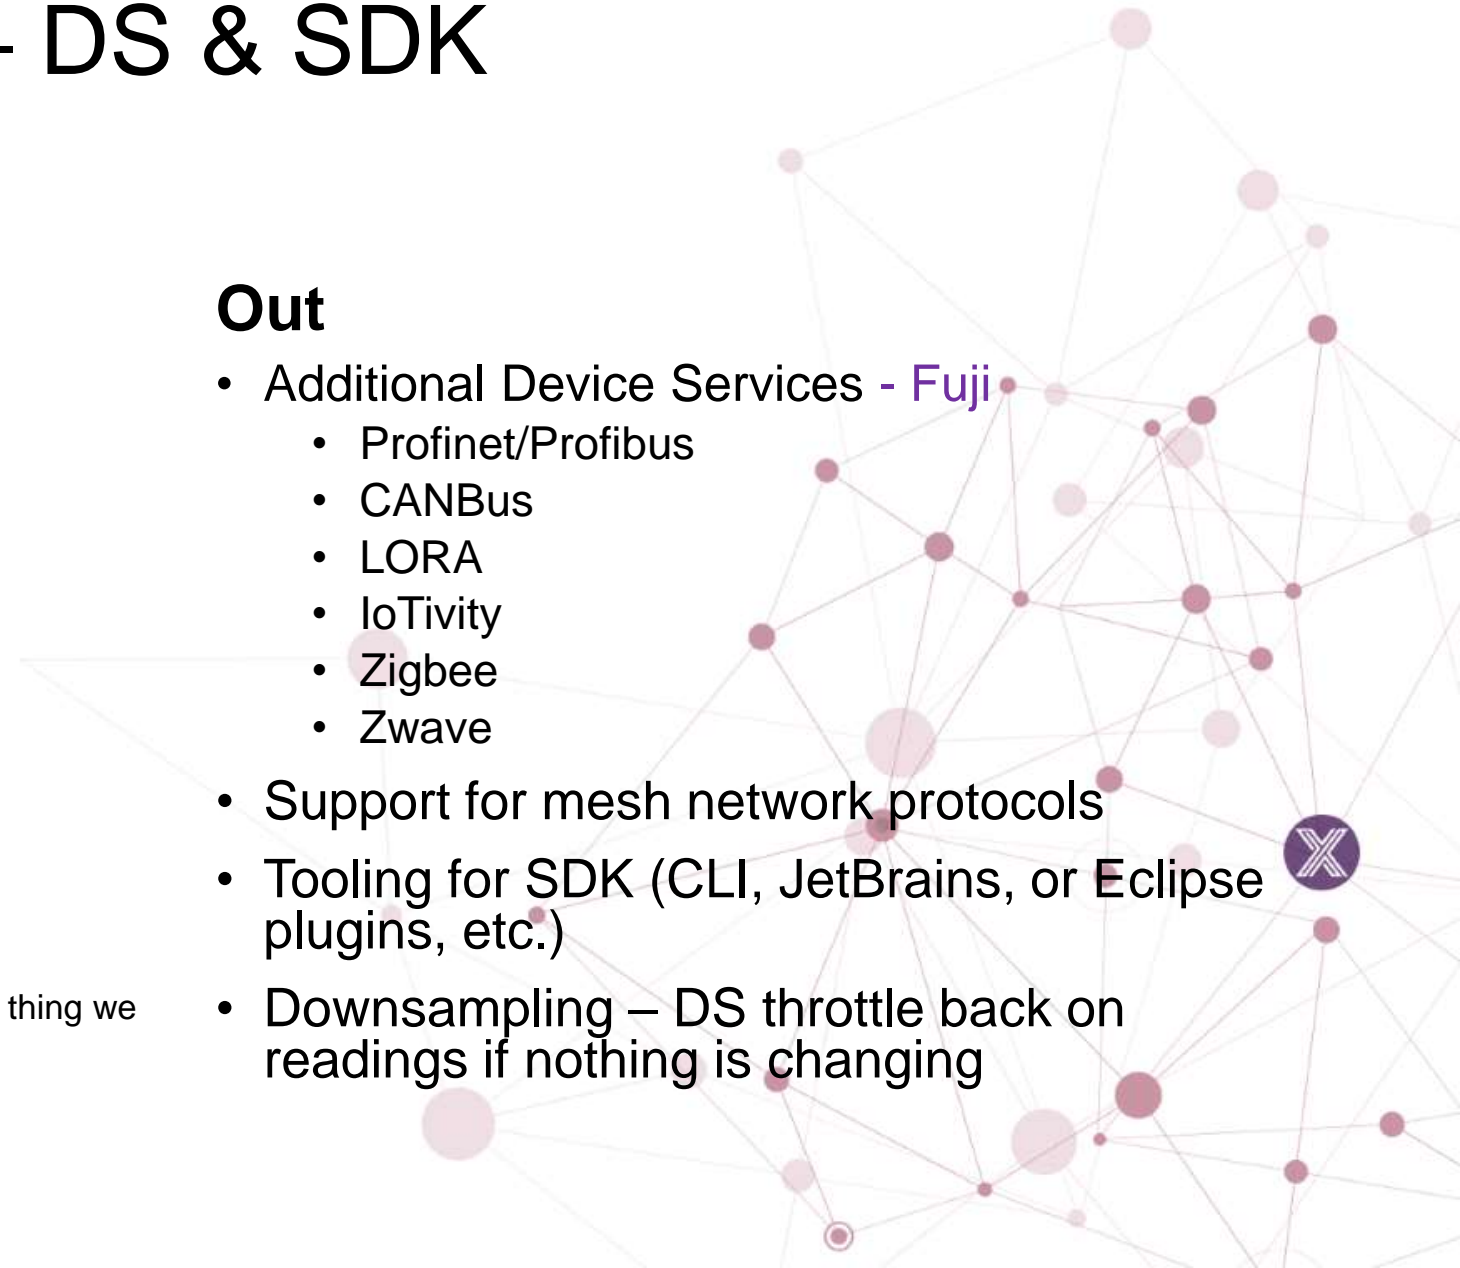 - DS & SDK
Out
• Additional Device Services - Fuji
• Profinet/Profibus
• CANBus
• LORA
• IoTivity
• Zigbee
• Zwave
• Support for mesh network protocols
• Tooling for SDK (CLI, JetBrains, or Eclipse
plugins, etc.)
thing we
• Downsampling – DS throttle back on
readings if nothing is changing